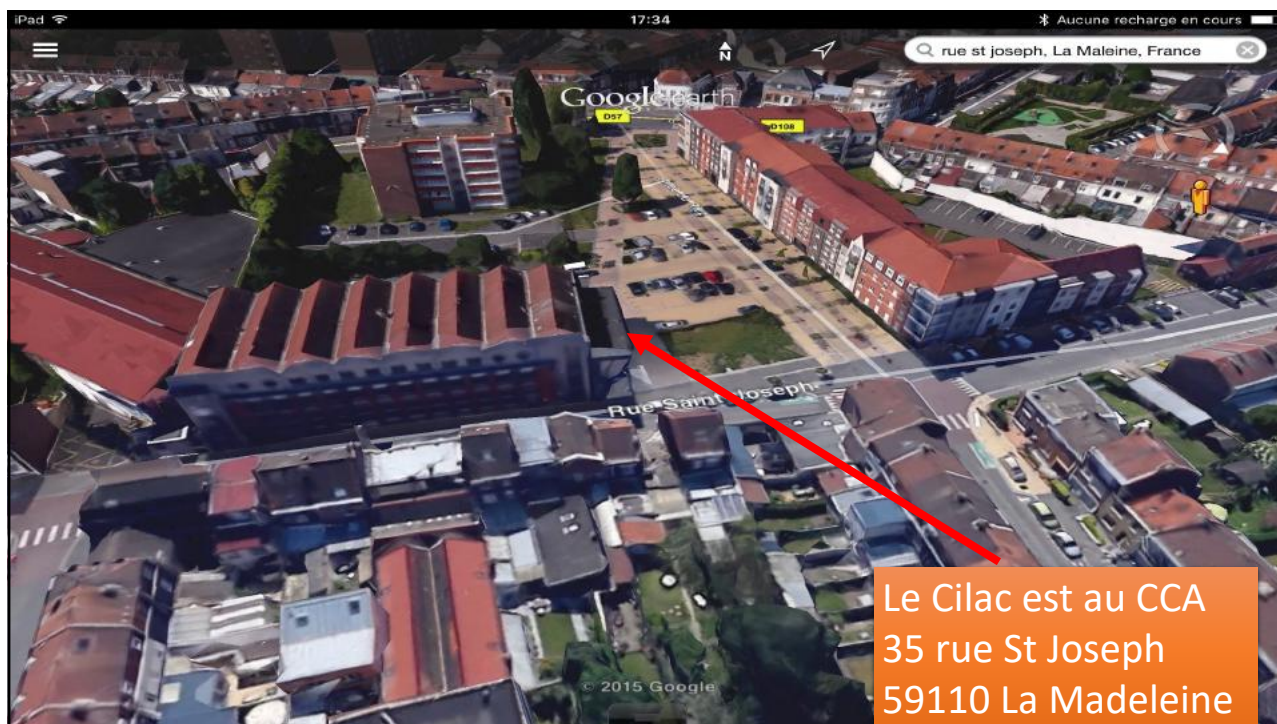 iPad
17:34
Aucune recharge en cours
N
rue st joseph, La Maleine, France
Google earth
D57
D108
Rue Saint Joseph
Le Cilac est au CCA
35 rue St Joseph
59110 La Madeleine
© 2015 Google